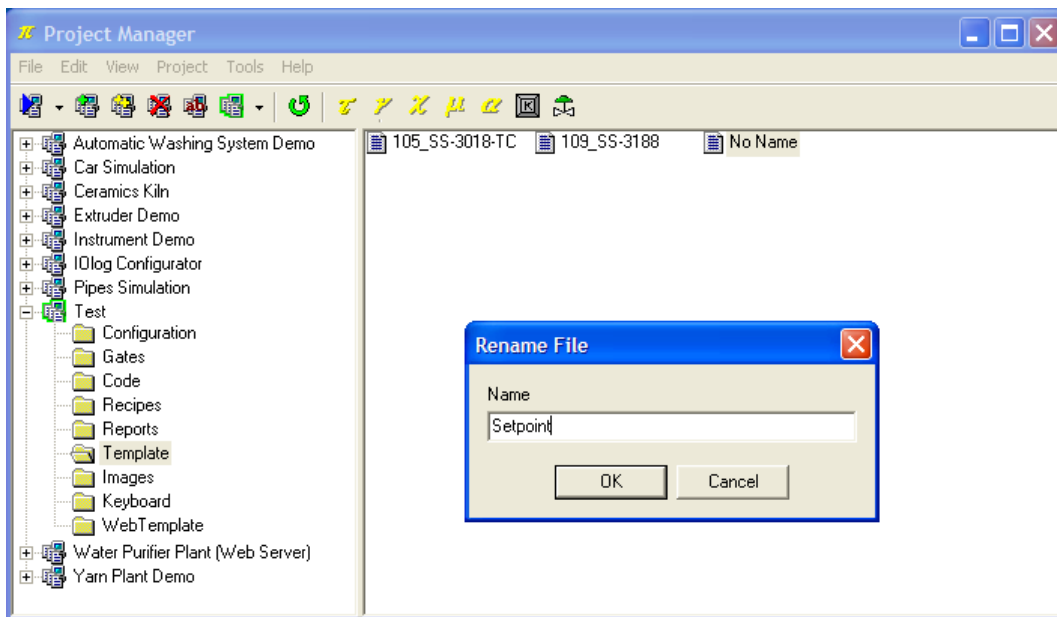 Project Manager
File Edit View Project Tools Help
Automatic Washing System Demo
Car Simulation
Ceramics Kiln
Extruder Demo
Instrument Demo
IOlog Configurator
Pipes Simulation
Test
Configuration
Gates
Code
Recipes
Reports
Template
Images
Keyboard
WebTemplate
Water Purifier Plant (Web Server)
Yarn Plant Demo
105_SS-3018-TC 109_SS-3188 No Name
Rename File
Name
Setpoint
OK Cancel